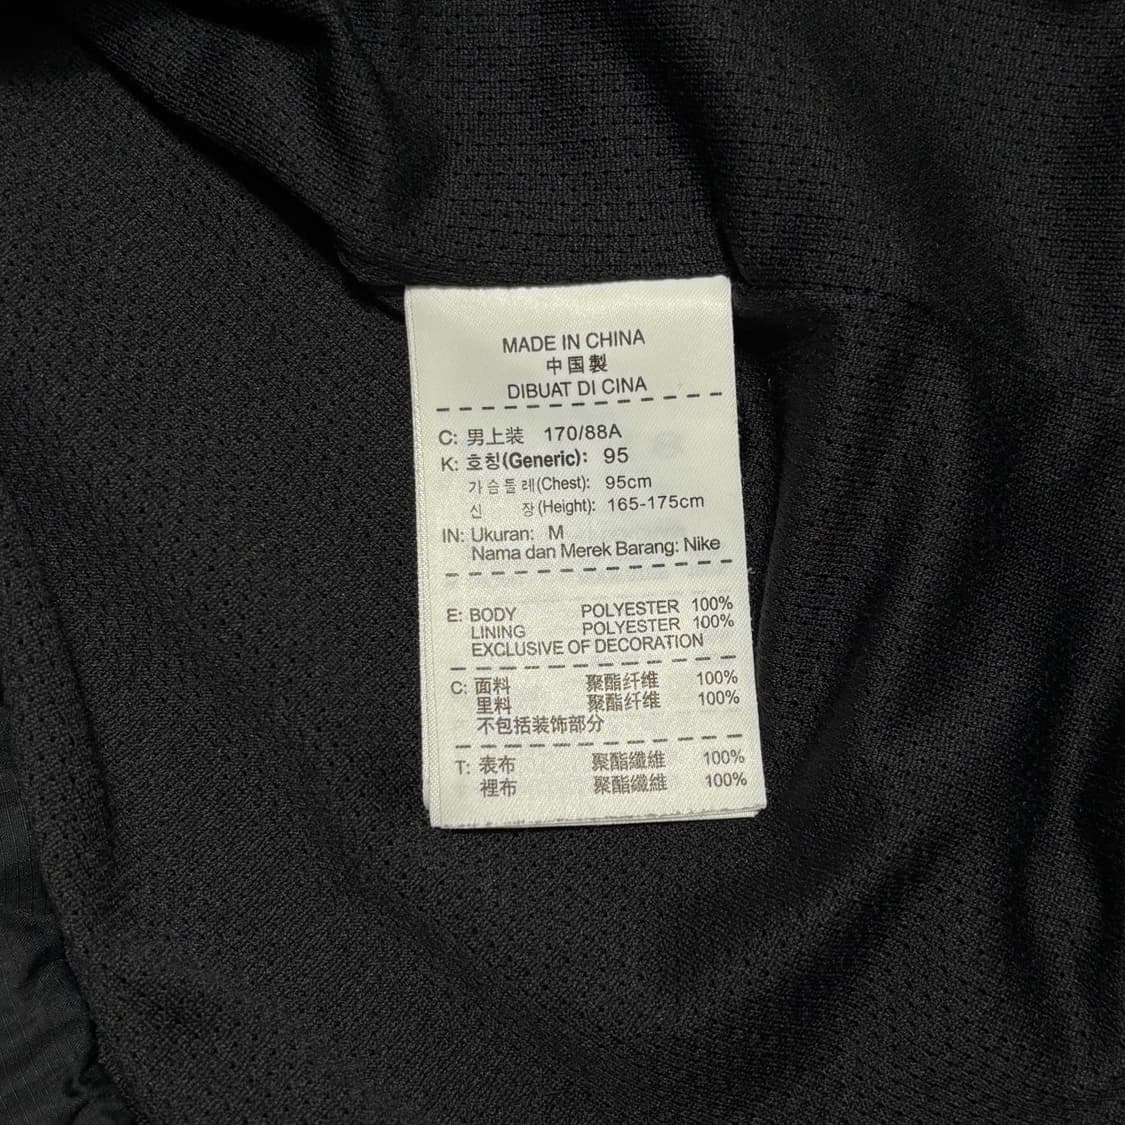 MADE IN CHINA
中国製
DIBUAT DI CINA
C: 男上装 170/88A
K: 호칭(Generic): 95
가슴둘레(Chest): 95cm
신 장(Height): 165-175cm
IN: Ukuran: M
Nama dan Merek Barang: Nike
E: BODY POLYESTER 100%
LINING POLYESTER 100%
EXCLUSIVE OF DECORATION
C: 面料 聚酯纤维 100%
里料 聚酯纤维 100%
不包括装饰部分
T: 表布 聚酯纖維 100%
裡布 聚酯纖維 100%